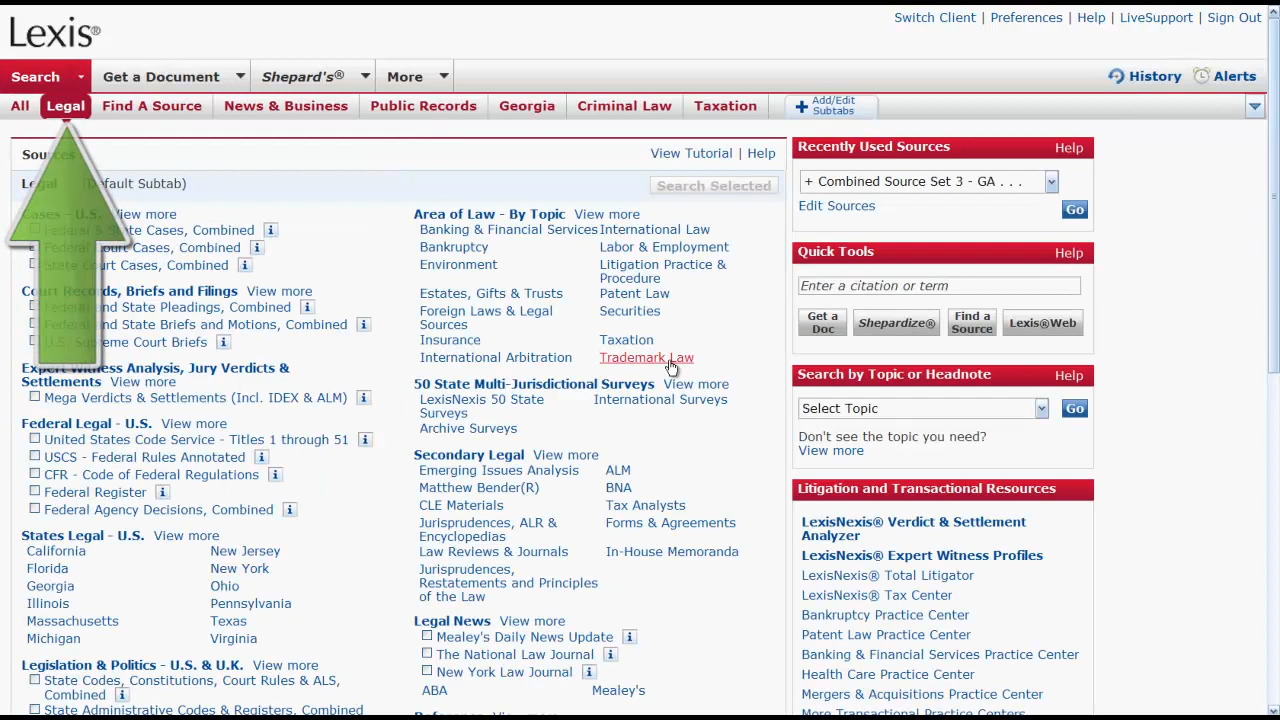 Switch Client | Preferences | Help | LiveSupport | Sign Out
Lexis®
Search Get a Document Shepard's® More History Alerts
All Legal Find A Source News & Business Public Records Georgia Criminal Law Taxation Add/Edit Subtabs
Sources
View Tutorial | Help
Legal (Default Subtab)
Search Selected
Cases - U.S. View more
Federal & State Cases, Combined
Federal Court Cases, Combined
State Court Cases, Combined
Court Records, Briefs and Filings View more
Federal and State Pleadings, Combined
Federal and State Briefs and Motions, Combined
U.S. Supreme Court Briefs
Expert Witness Analysis, Jury Verdicts &
Settlements View more
Mega Verdicts & Settlements (Incl. IDEX & ALM)
Federal Legal - U.S. View more
United States Code Service - Titles 1 through 51
USCS - Federal Rules Annotated
CFR - Code of Federal Regulations
Federal Register
Federal Agency Decisions, Combined
States Legal - U.S. View more
California New Jersey
Florida New York
Georgia Ohio
Illinois Pennsylvania
Massachusetts Texas
Michigan Virginia
Legislation & Politics - U.S. & U.K. View more
State Codes, Constitutions, Court Rules & ALS,
Combined
State Administrative Codes & Registers, Combined
Area of Law - By Topic View more
Banking & Financial Services International Law
Bankruptcy Labor & Employment
Environment Litigation Practice &
Procedure
Estates, Gifts & Trusts Patent Law
Foreign Laws & Legal Securities
Sources
Insurance Taxation
International Arbitration Trademark Law
50 State Multi-Jurisdictional Surveys View more
LexisNexis 50 State International Surveys
Surveys
Archive Surveys
Secondary Legal View more
Emerging Issues Analysis ALM
Matthew Bender(R) BNA
CLE Materials Tax Analysts
Jurisprudences, ALR & Forms & Agreements
Encyclopedias
Law Reviews & Journals In-House Memoranda
Jurisprudences,
Restatements and Principles
of the Law
Legal News View more
Mealey's Daily News Update
The National Law Journal
New York Law Journal
ABA Mealey's
Recently Used Sources Help
+ Combined Source Set 3 - GA . . .
Edit Sources Go
Quick Tools Help
Enter a citation or term
Get a Doc Shepardize® Find a Source Lexis®Web
Search by Topic or Headnote Help
Select Topic Go
Don't see the topic you need?
View more
Litigation and Transactional Resources
LexisNexis® Verdict & Settlement
Analyzer
LexisNexis® Expert Witness Profiles
LexisNexis® Total Litigator
LexisNexis® Tax Center
Bankruptcy Practice Center
Patent Law Practice Center
Banking & Financial Services Practice Center
Health Care Practice Center
Mergers & Acquisitions Practice Center
More Transactional Practice Centers